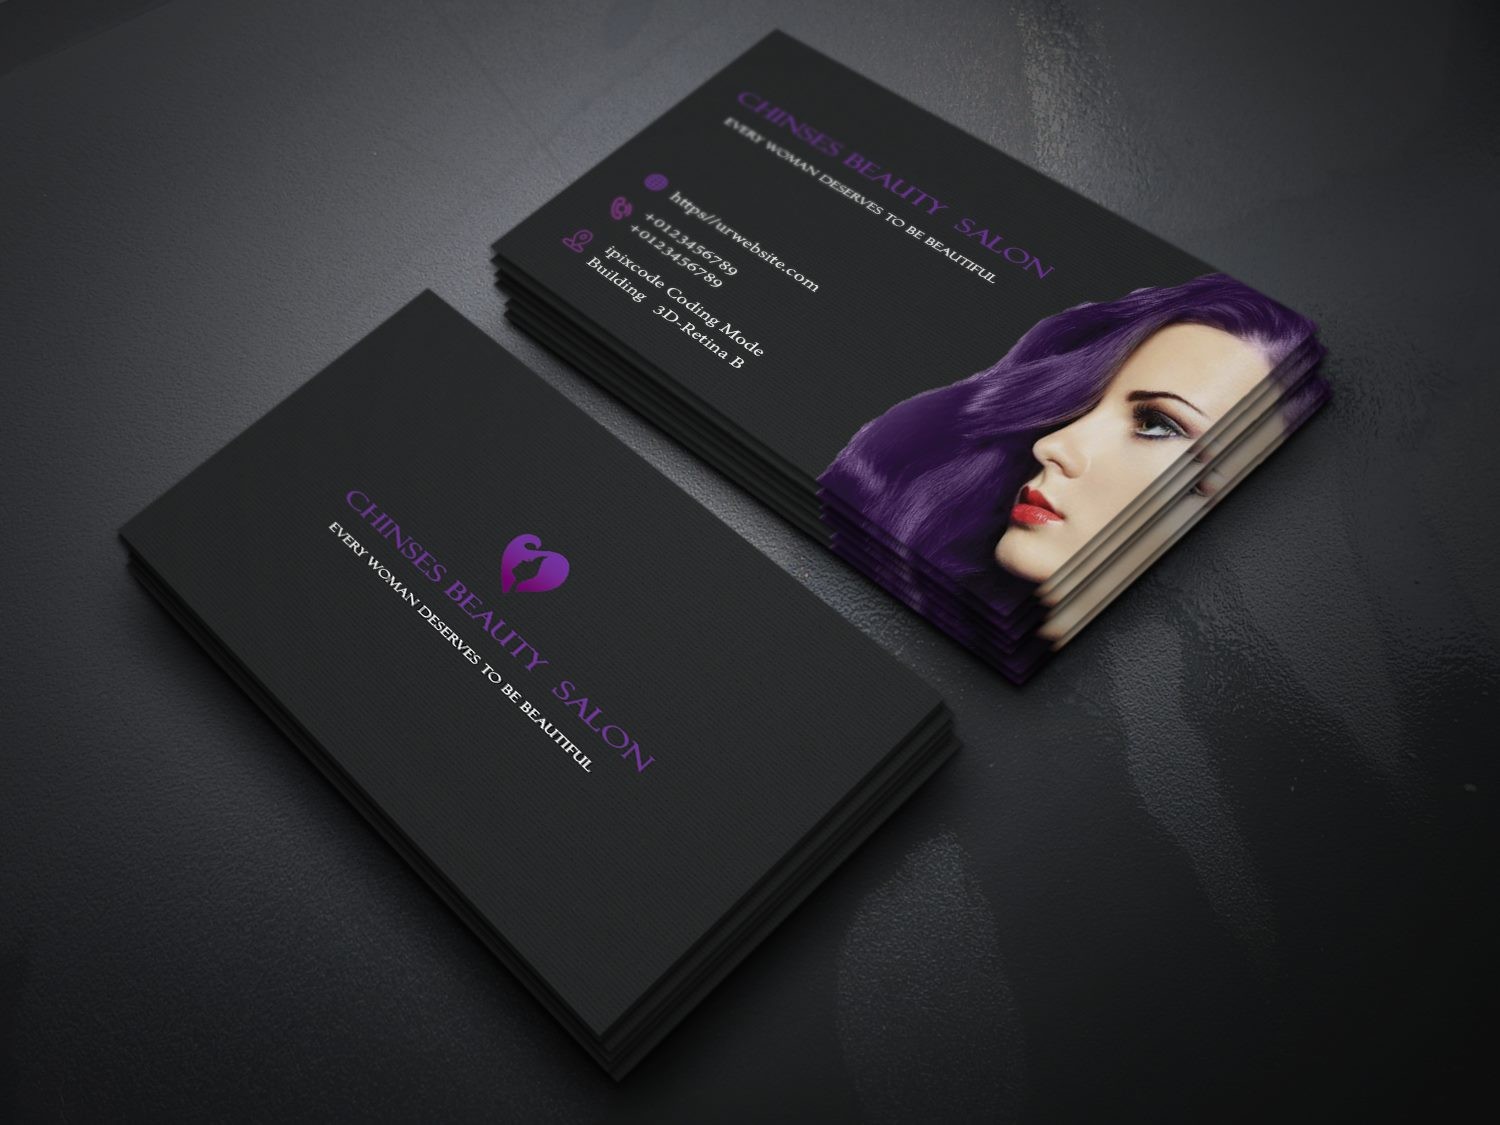 CHINSES BEAUTY SALON
EVERY WOMAN DESERVES TO BE BEAUTIFUL
https//urwebsite.com
+0123456789
+0123456789
ipixcode Coding Mode
Building 3D-Retina B
CHINSES BEAUTY SALON
EVERY WOMAN DESERVES TO BE BEAUTIFUL